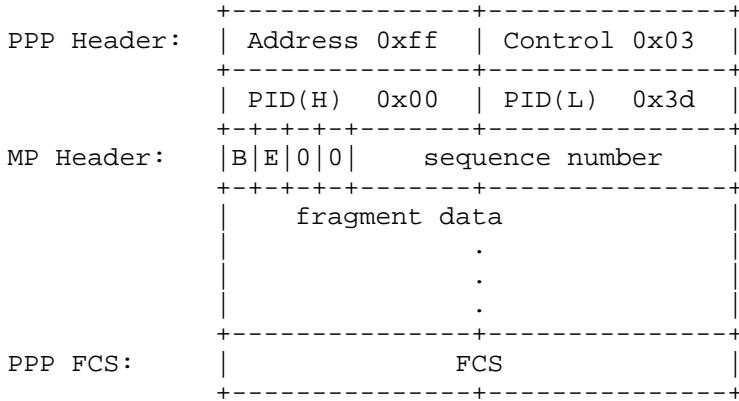 +---------------+---------------+
PPP Header: | Address 0xff | Control 0x03 |
+---------------+---------------+
| PID(H) 0x00 | PID(L) 0x3d |
+-+-+-+-+-------+---------------+
MP Header: |B|E|0|0| sequence number |
+-+-+-+-+-------+---------------+
| fragment data |
| . |
| . |
| . |
+---------------+---------------+
PPP FCS: | FCS |
+---------------+---------------+